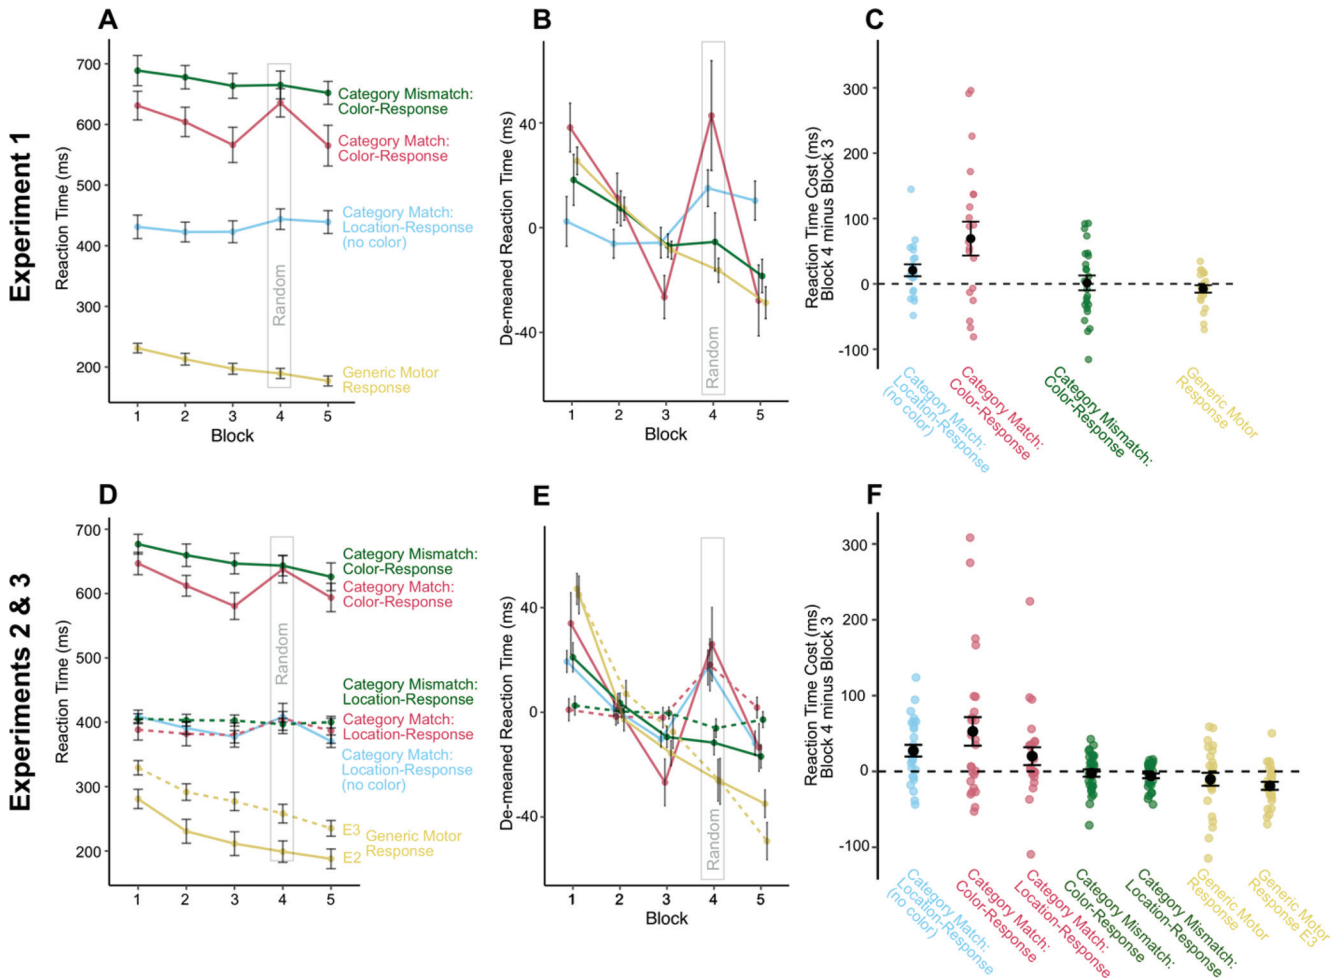 Experiment 1
A
Reaction Time (ms)
700
600
500
400
300
200
1 2 3 4 5
Block
Random
Category Mismatch:
Color-Response
Category Match:
Color-Response
Category Match:
Location-Response
(no color)
Generic Motor
Response
B
De-meaned Reaction Time (ms)
40
0
-40
1 2 3 4 5
Block
Random
C
Reaction Time Cost (ms)
Block 4 minus Block 3
300
200
100
0
-100
Category Match:
Location-Response
(no color)
Category Match:
Color-Response
Category Mismatch:
Color-Response
Generic Motor
Response
Experiments 2 & 3
D
Reaction Time (ms)
700
600
500
400
300
200
1 2 3 4 5
Block
Random
Category Mismatch:
Color-Response
Category Match:
Color-Response
Category Mismatch:
Location-Response
Category Match:
Location-Response
Category Match:
Location-Response
(no color)
E3
E2
Generic Motor
Response
E
De-meaned Reaction Time (ms)
40
0
-40
1 2 3 4 5
Block
Random
F
Reaction Time Cost (ms)
Block 4 minus Block 3
300
200
100
0
-100
Category Match:
Location-Response
(no color)
Category Match:
Color-Response
Category Match:
Location-Response
Category Mismatch:
Color-Response
Category Mismatch:
Location-Response
Generic Motor
Response
Generic Motor
Response E3